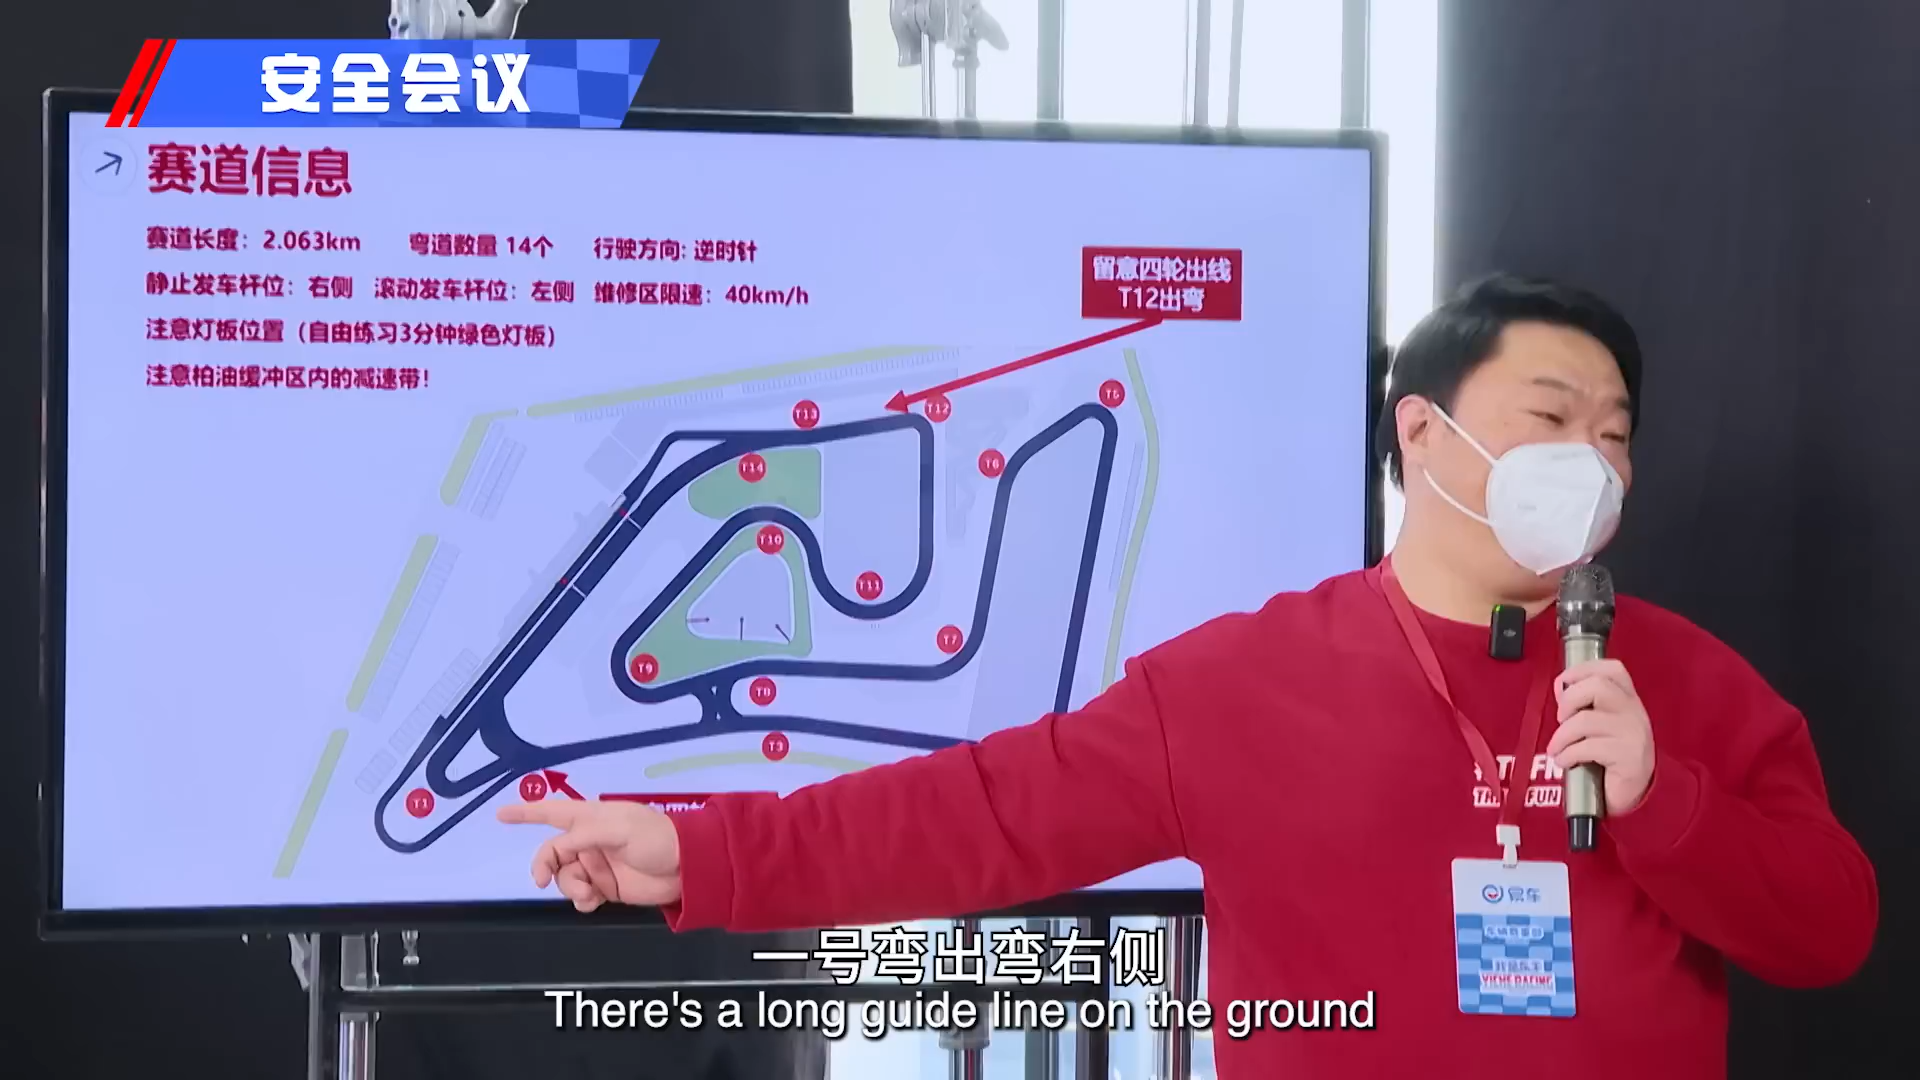 安全会议
赛道信息
赛道长度：2.063km 弯道数量 14个 行驶方向: 逆时针
静止发车杆位：右侧 滚动发车杆位：左侧 维修区限速：40km/h
注意灯板位置（自由练习3分钟绿色灯板）
注意柏油缓冲区内的减速带！
留意四轮出线
T12出弯
T13
T12
T5
T14
T6
T10
T11
T7
T9
T8
T3
T2
T1
易车
一号弯出弯右侧
There's a long guide line on the ground